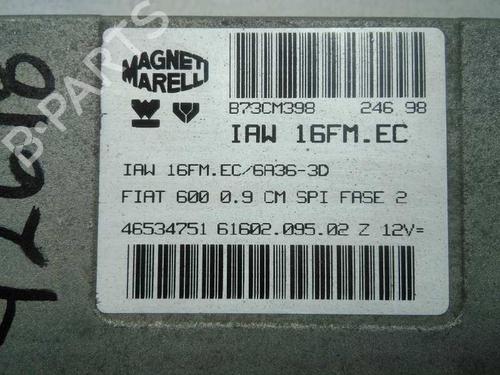 MAGNETI
MARELLI
B73CM398 246 98
IAW 16FM.EC
IAW 16FM.EC/6A36-3D
FIAT 600 0.9 CM SPI FASE 2
46534751 61602.095.02 Z 12V=
B-PARTS